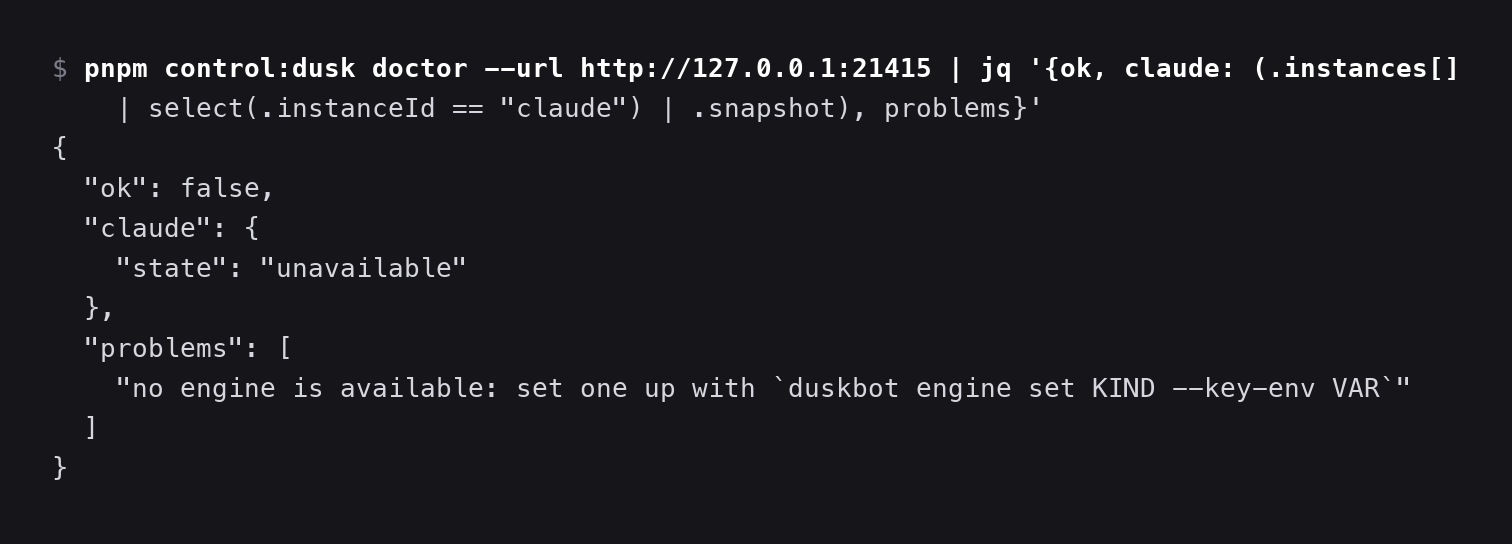 $ pnpm control:dusk doctor --url http://127.0.0.1:21415 | jq '{ok, claude: (.instances[]
    | select(.instanceId == "claude") | .snapshot), problems}'
{
  "ok": false,
  "claude": {
    "state": "unavailable"
  },
  "problems": [
    "no engine is available: set one up with `duskbot engine set KIND --key-env VAR`"
  ]
}